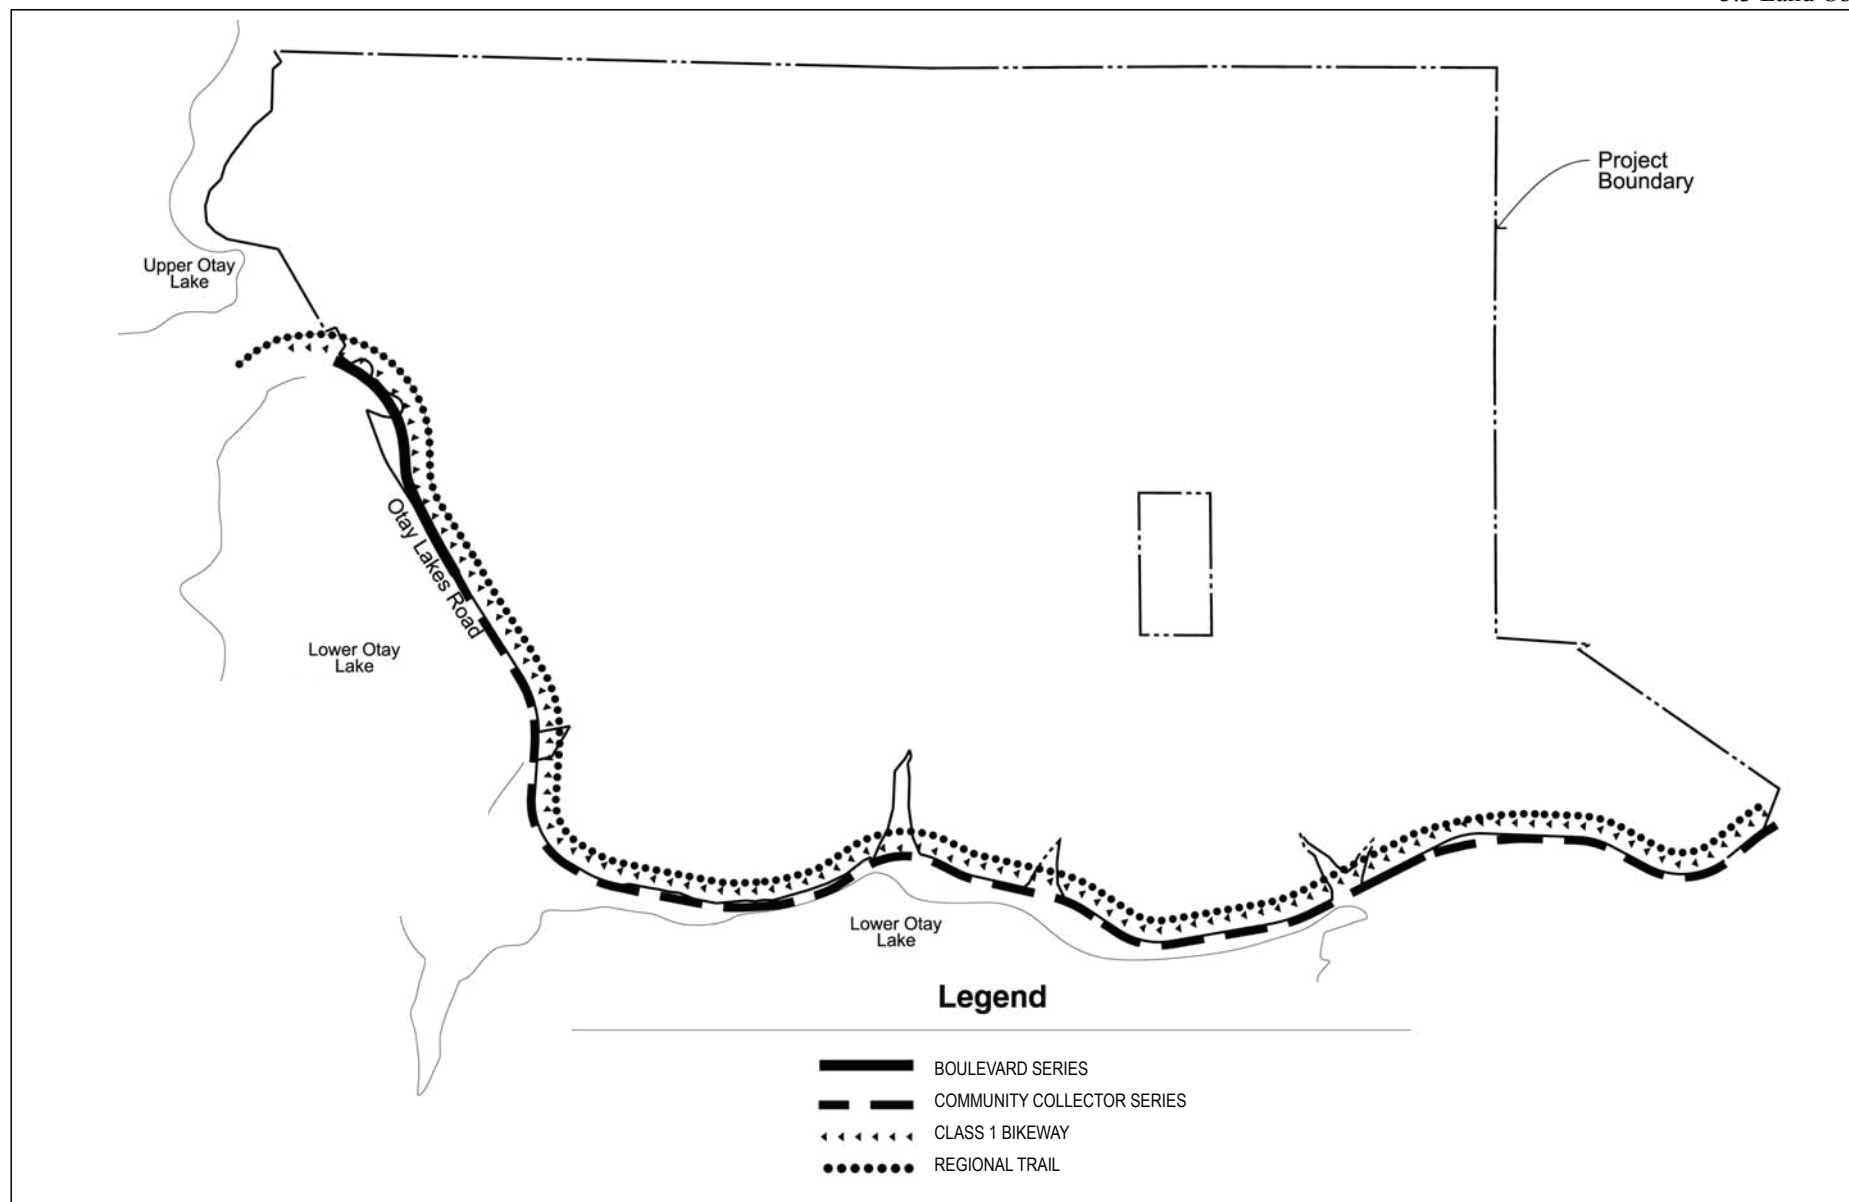 Project
Boundary
Upper Otay
Lake
Otay Lakes Road
Lower Otay
Lake
Lower Otay
Lake
Legend
BOULEVARD SERIES
COMMUNITY COLLECTOR SERIES
CLASS 1 BIKEWAY
REGIONAL TRAIL